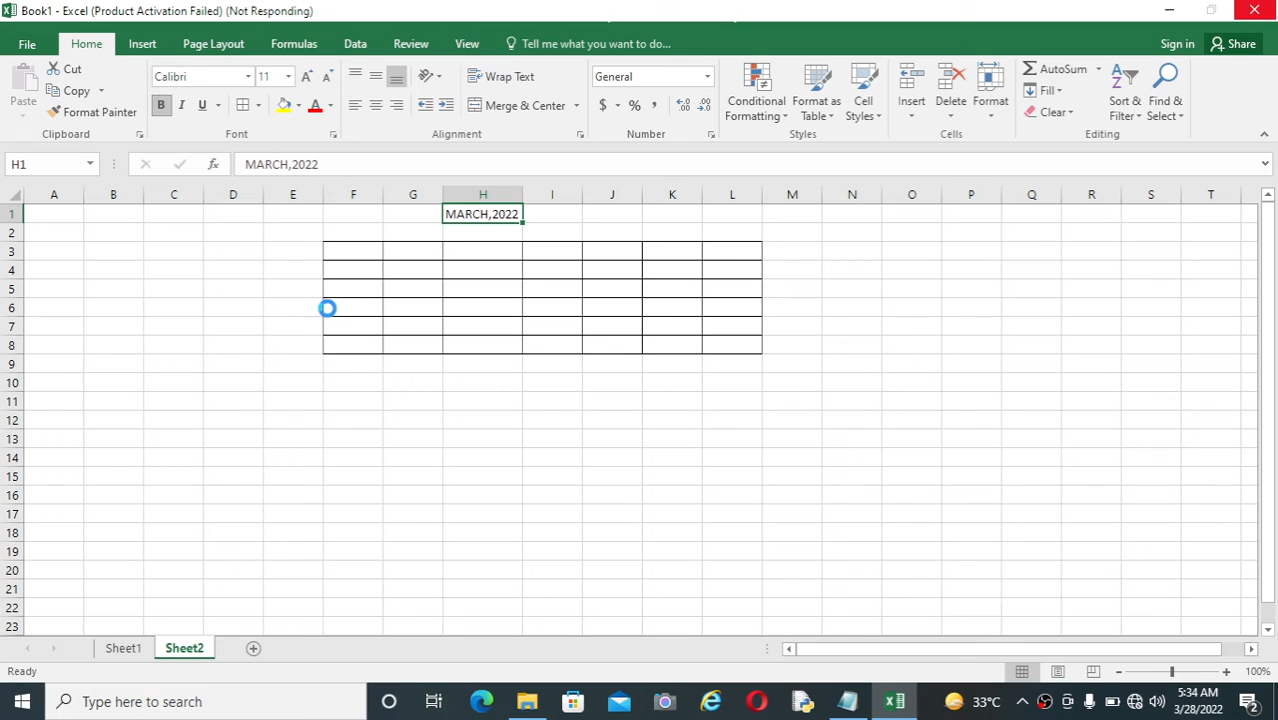 Book1 - Excel (Product Activation Failed) (Not Responding)
File Home Insert Page Layout Formulas Data Review View Tell me what you want to do... Sign in Share
Paste Cut Copy Format Painter Clipboard
Calibri 11 A A B I U A Font
Wrap Text Merge & Center Alignment
General $ % , Number
Conditional Formatting Format as Table Cell Styles Styles
Insert Delete Format Cells
AutoSum Fill Clear Sort & Filter Find & Select Editing
H1 fx MARCH,2022
A B C D E F G H I J K L M N O P Q R S T
1 MARCH,2022
2
3
4
5
6
7
8
9
10
11
12
13
14
15
16
17
18
19
20
21
22
23
Sheet1 Sheet2
Ready 100%
Type here to search 33°C 5:34 AM
3/28/2022 2